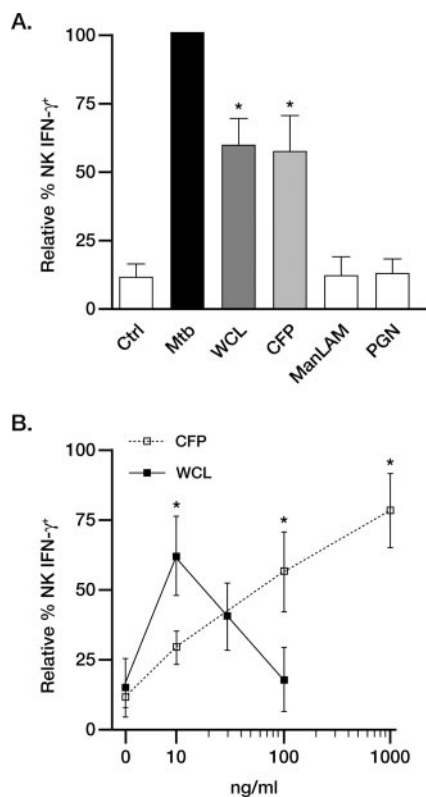 A.
Relative % NK IFN-γ+
100
75
50
25
0
* *
Ctrl Mtb WCL CFP ManLAM PGN
B.
CFP
WCL
Relative % NK IFN-γ+
100
75
50
25
0
* * *
0 10 100 1000
ng/ml